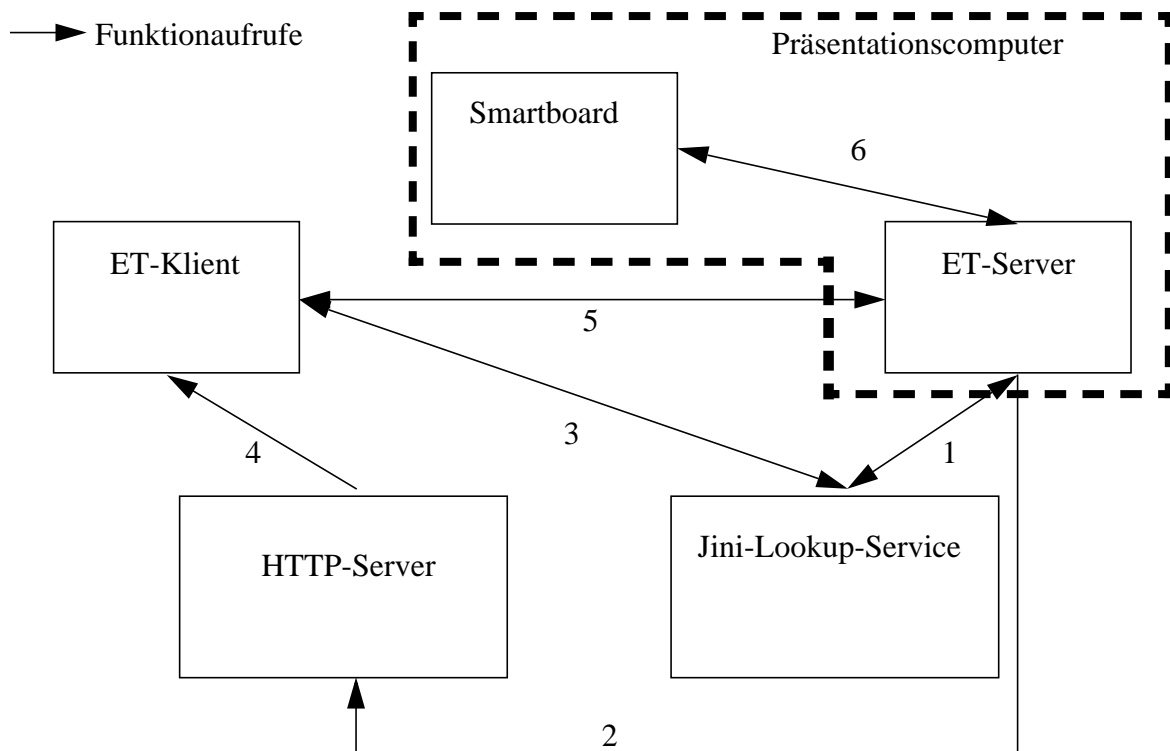 Funktionaufrufe
Präsentationscomputer
Smartboard
6
ET-Klient
ET-Server
5
3
4
1
HTTP-Server
Jini-Lookup-Service
2